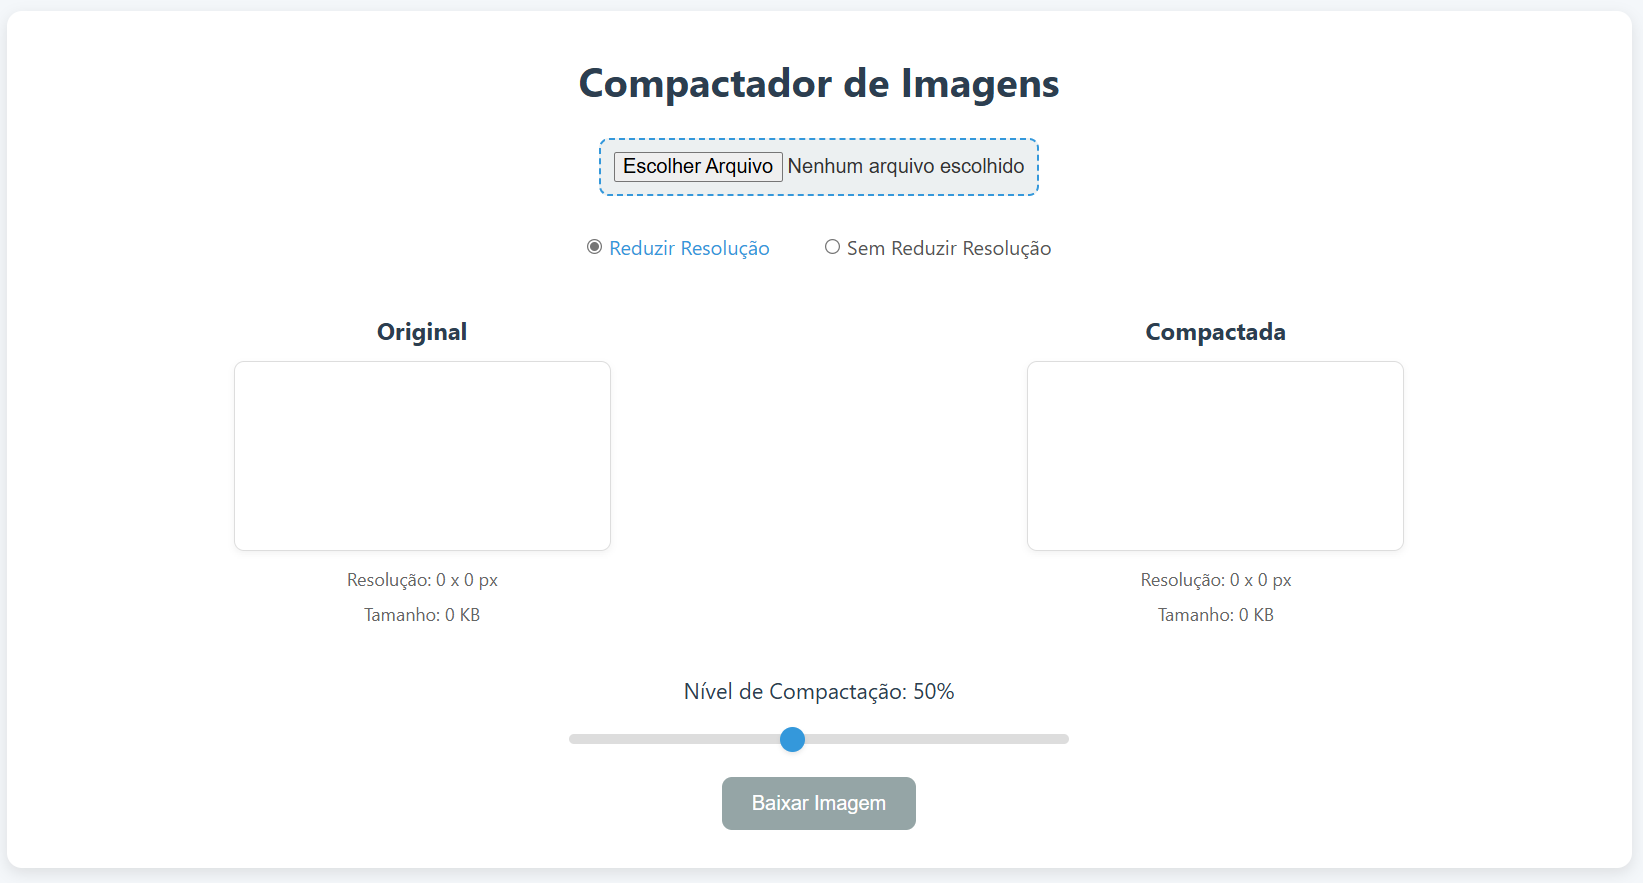 Compactador de Imagens
Escolher Arquivo Nenhum arquivo escolhido
Reduzir Resolução Sem Reduzir Resolução
Original
Resolução: 0 x 0 px
Tamanho: 0 KB
Compactada
Resolução: 0 x 0 px
Tamanho: 0 KB
Nível de Compactação: 50%
Baixar Imagem